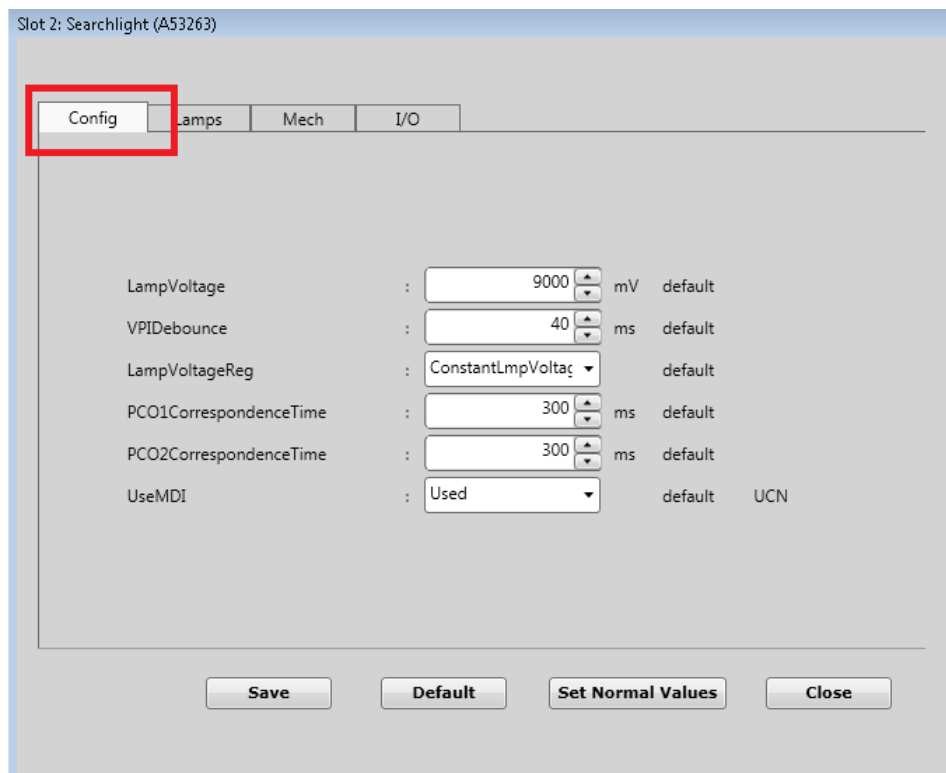 Slot 2: Searchlight (A53263)
Config Lamps Mech I/O
LampVoltage : 9000 mV default
VPIDebounce : 40 ms default
LampVoltageReg : ConstantLmpVoltag default
PCO1CorrespondenceTime : 300 ms default
PCO2CorrespondenceTime : 300 ms default
UseMDI : Used default UCN
Save Default Set Normal Values Close